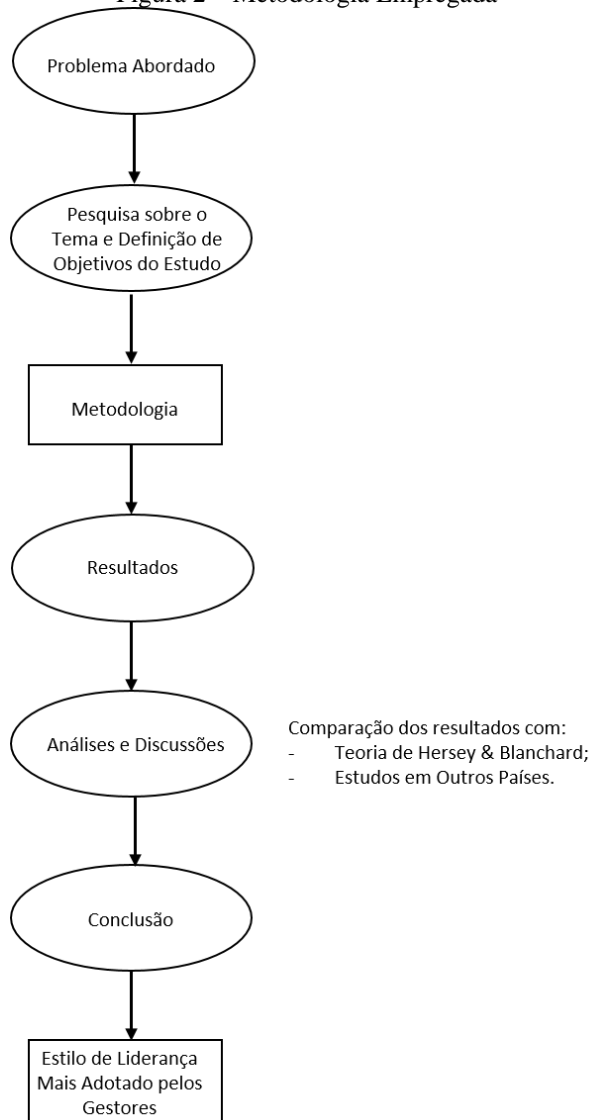 Figura 2 – Metodologia Empregada
Problema Abordado
Pesquisa sobre o
Tema e Definição de
Objetivos do Estudo
Metodologia
Resultados
Análises e Discussões
Comparação dos resultados com:
- Teoria de Hersey & Blanchard;
- Estudos em Outros Países.
Conclusão
Estilo de Liderança
Mais Adotado pelos
Gestores